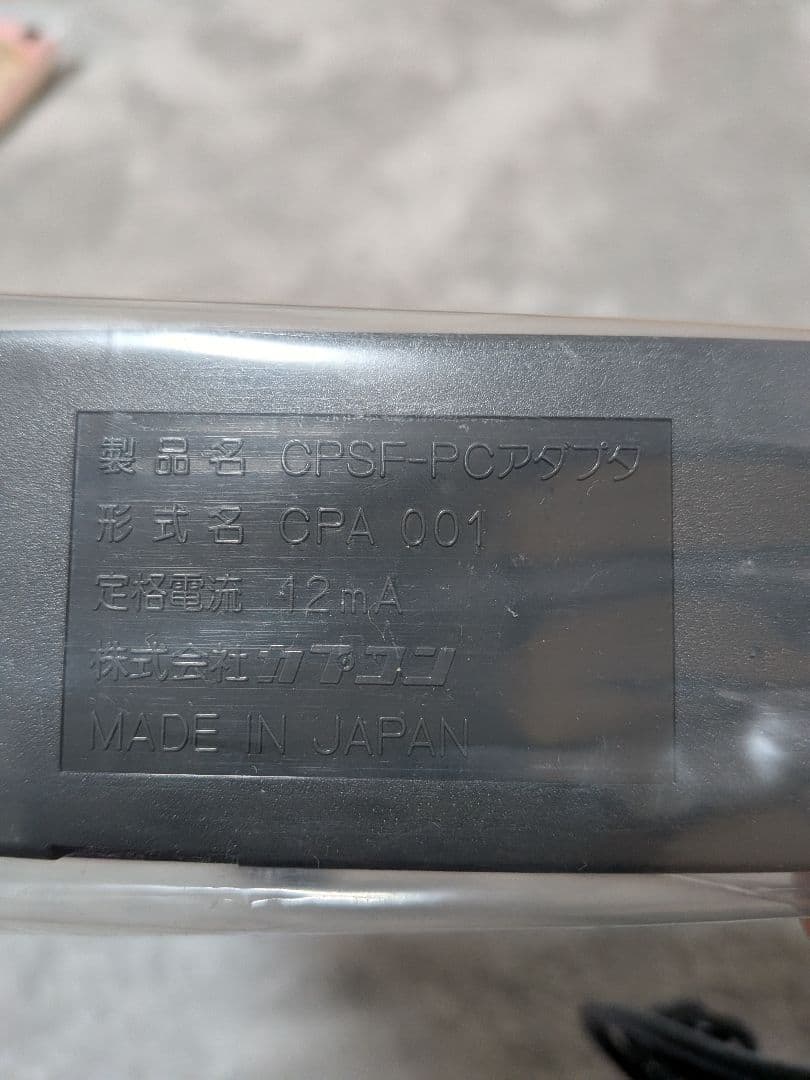 製品名 CPSF-PCアダプタ
形式名 CPA 001
定格電流 12mA
株式会社カプコン
MADE IN JAPAN